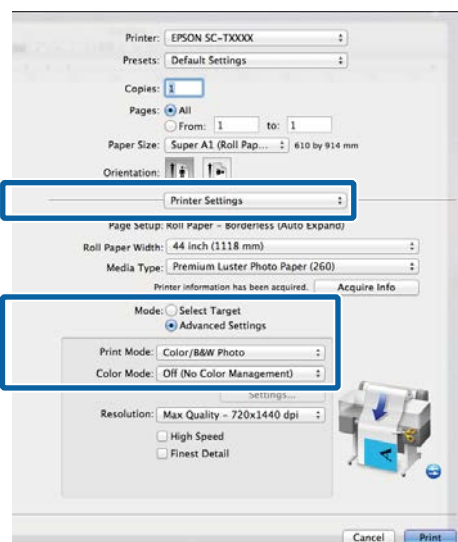 Printer: EPSON SC-TXXXX
Presets: Default Settings
Copies: 1
Pages: All
From: 1 to: 1
Paper Size: Super A1 (Roll Pap... 610 by 914 mm
Orientation:
Printer Settings
Page Setup: Roll Paper - Borderless (Auto Expand)
Roll Paper Width: 44 inch (1118 mm)
Media Type: Premium Luster Photo Paper (260)
Printer information has been acquired. Acquire Info
Mode: Select Target
Advanced Settings
Print Mode: Color/B&W Photo
Color Mode: Off (No Color Management)
Settings...
Resolution: Max Quality - 720x1440 dpi
High Speed
Finest Detail
A
Cancel Print